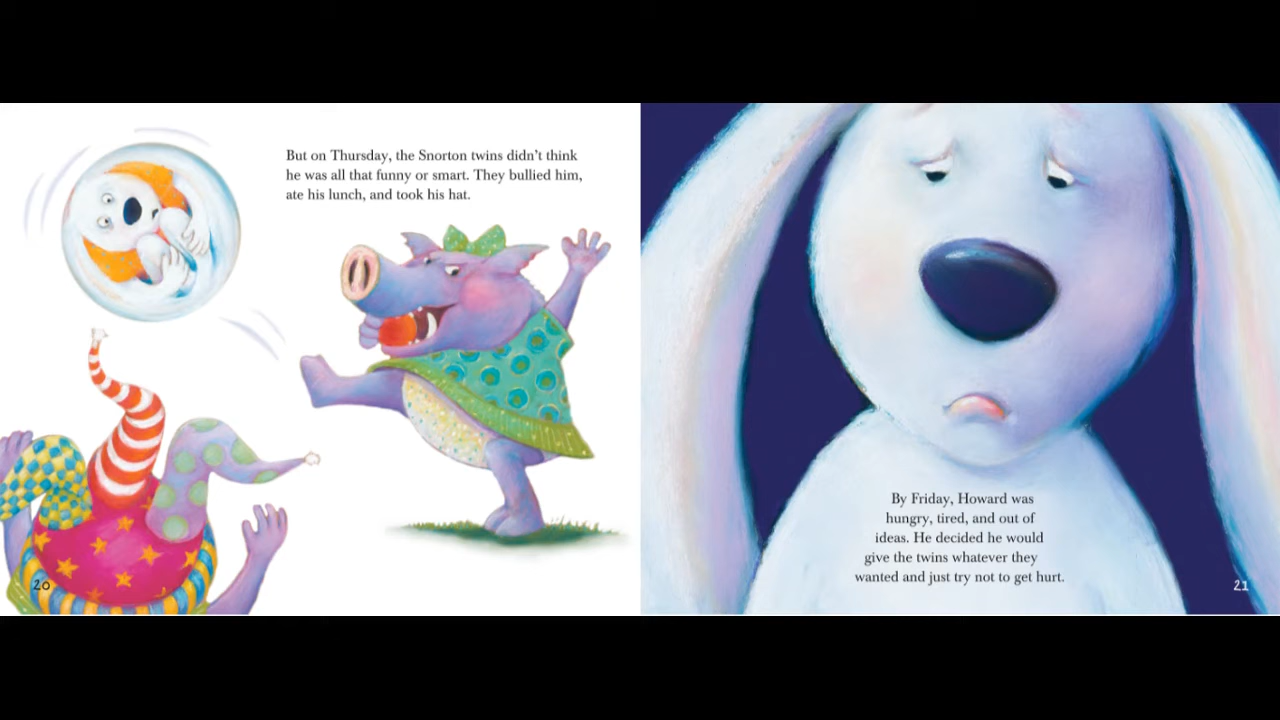 But on Thursday, the Snorton twins didn’t think
he was all that funny or smart. They bullied him,
ate his lunch, and took his hat.
20
By Friday, Howard was
hungry, tired, and out of
ideas. He decided he would
give the twins whatever they
wanted and just try not to get hurt.
21